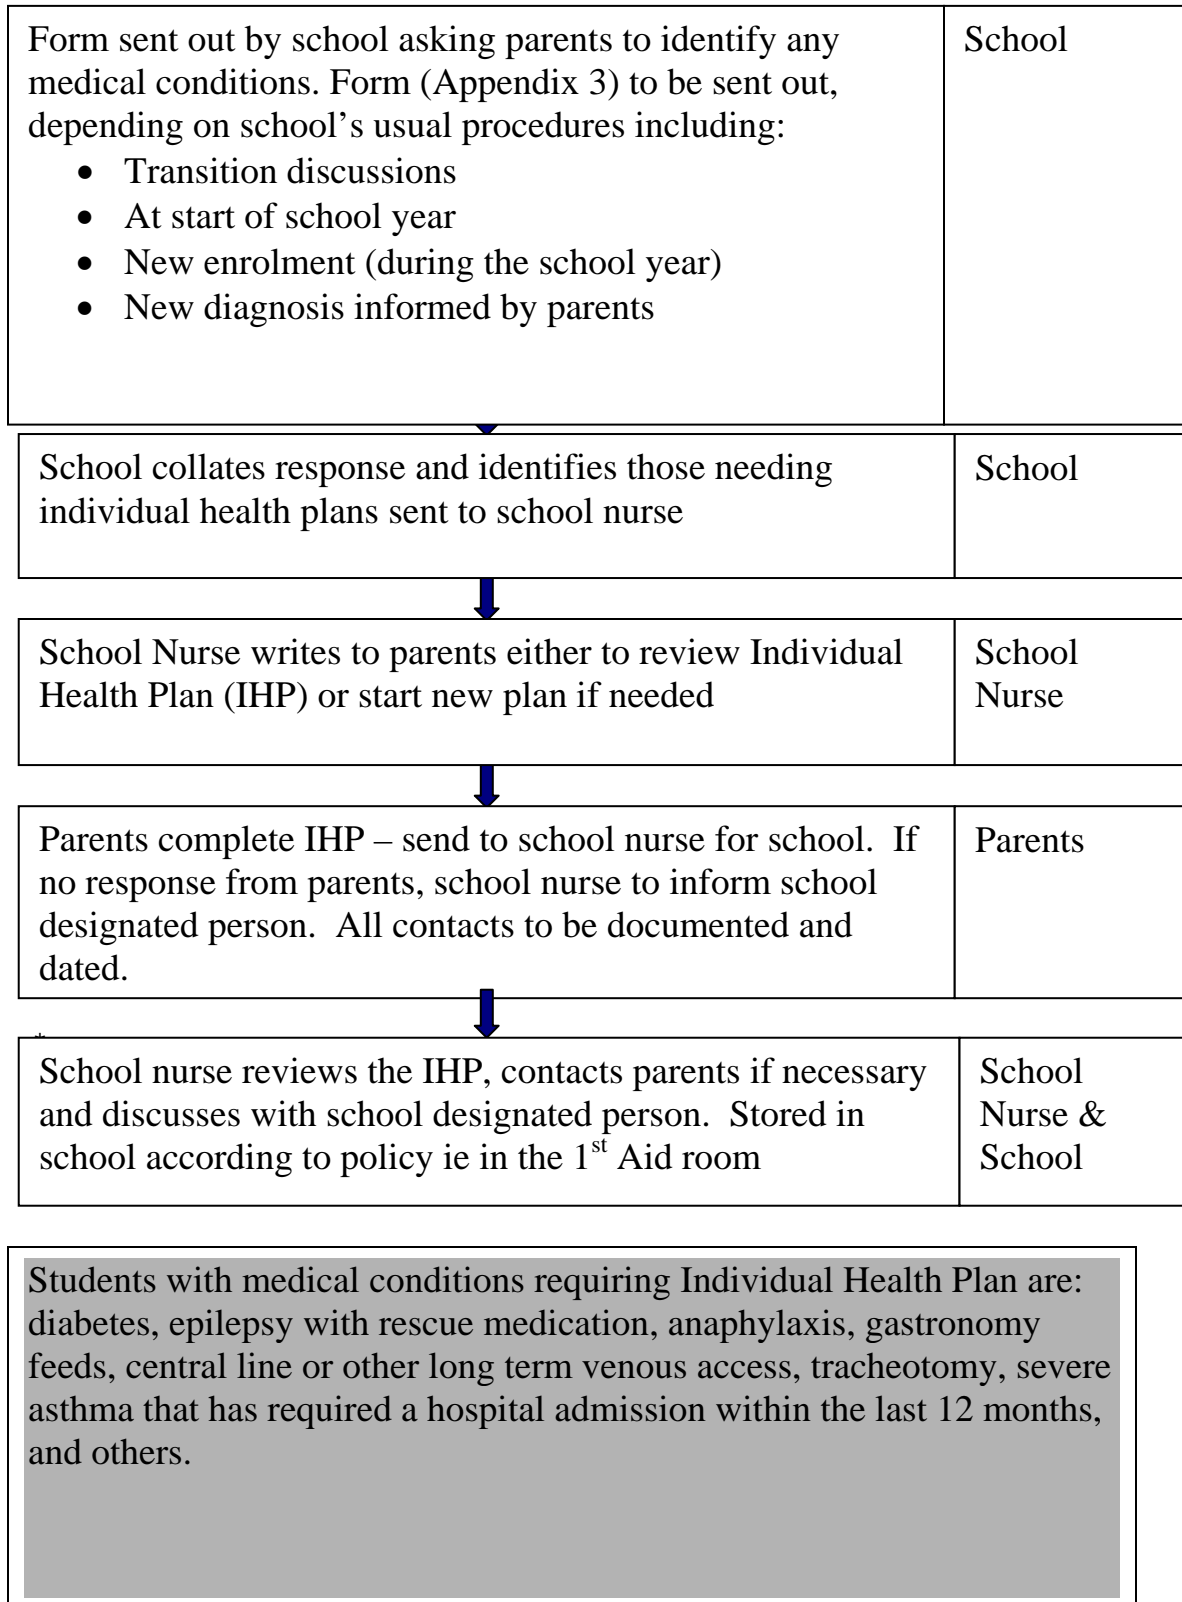 Form sent out by school asking parents to identify any
medical conditions. Form (Appendix 3) to be sent out,
depending on school's usual procedures including:
• Transition discussions
• At start of school year
• New enrolment (during the school year)
• New diagnosis informed by parents
School
School collates response and identifies those needing
individual health plans sent to school nurse
School
School Nurse writes to parents either to review Individual
Health Plan (IHP) or start new plan if needed
School
Nurse
Parents complete IHP – send to school nurse for school.  If
no response from parents, school nurse to inform school
designated person.  All contacts to be documented and
dated.
Parents
*
School nurse reviews the IHP, contacts parents if necessary
and discusses with school designated person.  Stored in
school according to policy ie in the 1st Aid room
School
Nurse &
School
Students with medical conditions requiring Individual Health Plan are:
diabetes, epilepsy with rescue medication, anaphylaxis, gastronomy
feeds, central line or other long term venous access, tracheotomy, severe
asthma that has required a hospital admission within the last 12 months,
and others.